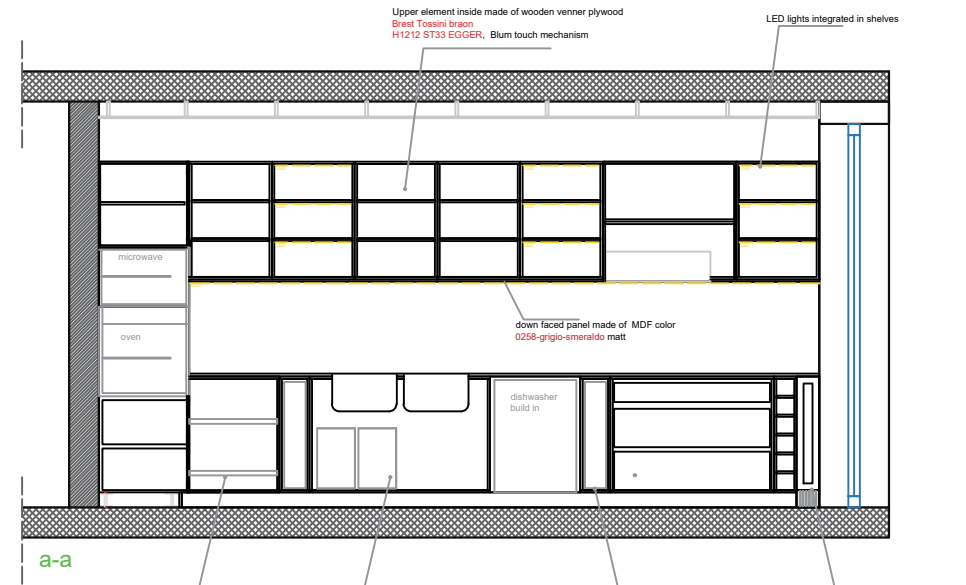 Upper element inside made of wooden venner plywood
Brest Tossini braon
H1212 ST33 EGGER, Blum touch mechanism
LED lights integrated in shelves
microwave
oven
down faced panel made of MDF color
0258-grigio-smeraldo matt
dishwasher
build in
a-a